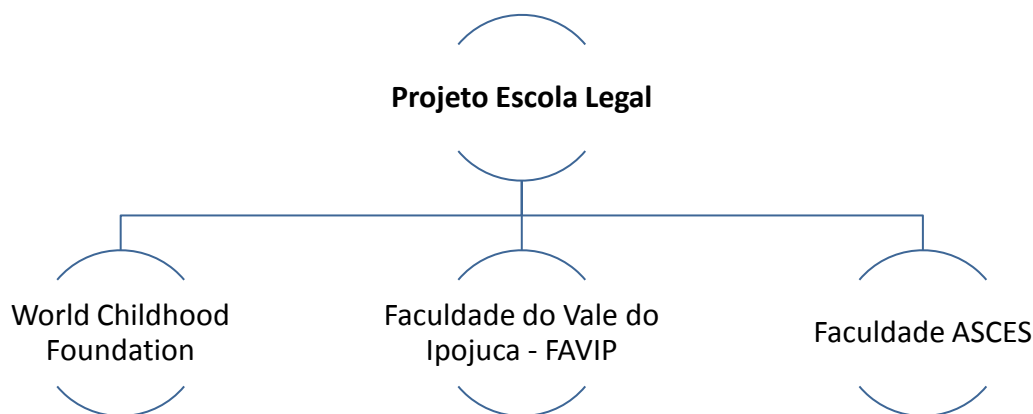 Projeto Escola Legal
World Childhood
Foundation
Faculdade do Vale do
Ipojuca - FAVIP
Faculdade ASCES